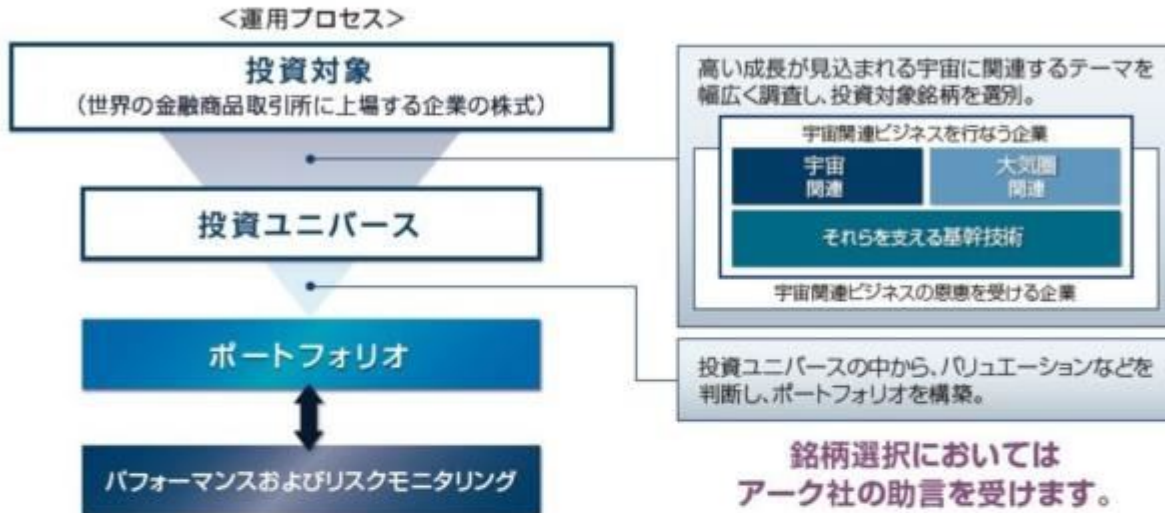 <運用プロセス>
投資対象
(世界の金融商品取引所に上場する企業の株式)
投資ユニバース
ポートフォリオ
パフォーマンスおよびリスクモニタリング
高い成長が見込まれる宇宙に関連するテーマを
幅広く調査し、投資対象銘柄を選別。
宇宙関連ビジネスを行なう企業
宇宙
関連
大気圏
関連
それらを支える基幹技術
宇宙関連ビジネスの恩恵を受ける企業
投資ユニバースの中から、バリュエーションなどを
判断し、ポートフォリオを構築。
銘柄選択においては
アーク社の助言を受けます。